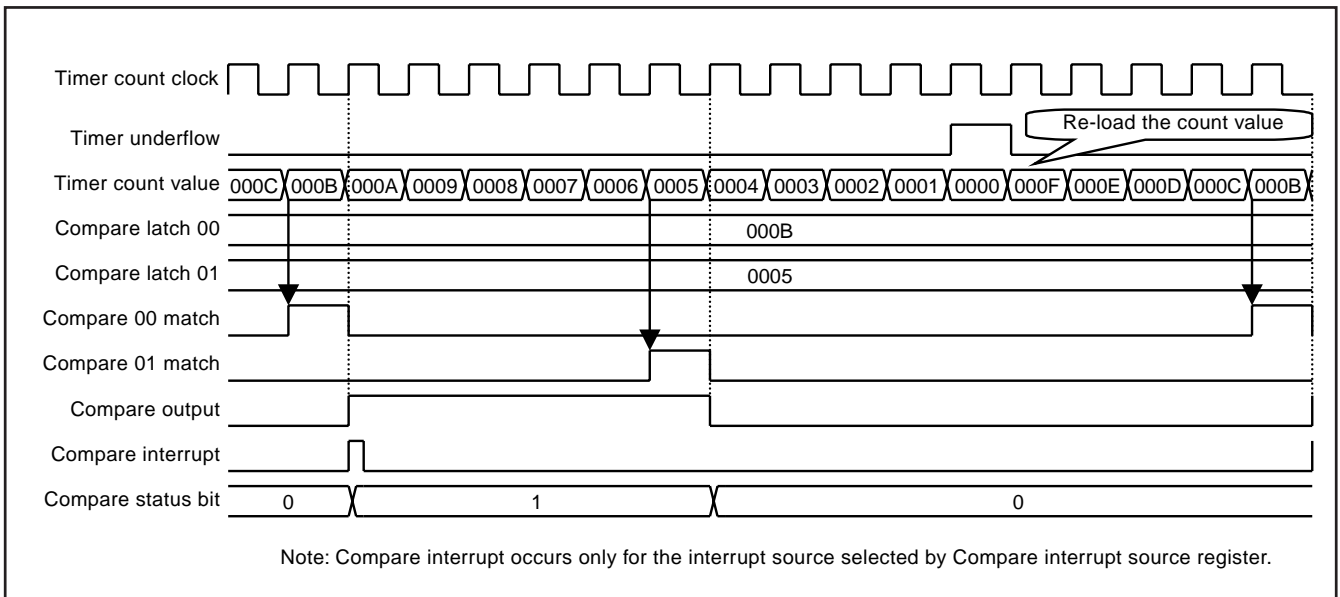 Timer count clock
Timer underflow
Re-load the count value
Timer count value 000C 000B 000A 0009 0008 0007 0006 0005 0004 0003 0002 0001 0000 000F 000E 000D 000C 000B
Compare latch 00 000B
Compare latch 01 0005
Compare 00 match
Compare 01 match
Compare output
Compare interrupt
Compare status bit 0 1 0
Note: Compare interrupt occurs only for the interrupt source selected by Compare interrupt source register.